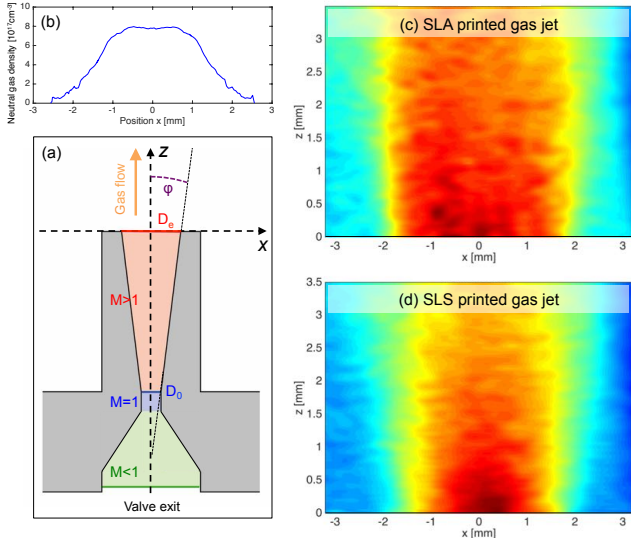 (b)
Neutral gas density [10¹⁷cm⁻³]
10
8
6
4
2
0
-3 -2 -1 0 1 2 3
Position x [mm]
(a)
Gas flow
z
φ
Dₑ
x
M>1
M=1
D₀
M<1
Valve exit
(c) SLA printed gas jet
z [mm]
3
2.5
2
1.5
1
0.5
0
-3 -2 -1 0 1 2 3
x [mm]
(d) SLS printed gas jet
z [mm]
3.5
3
2.5
2
1.5
1
0.5
0
-3 -2 -1 0 1 2 3
x [mm]